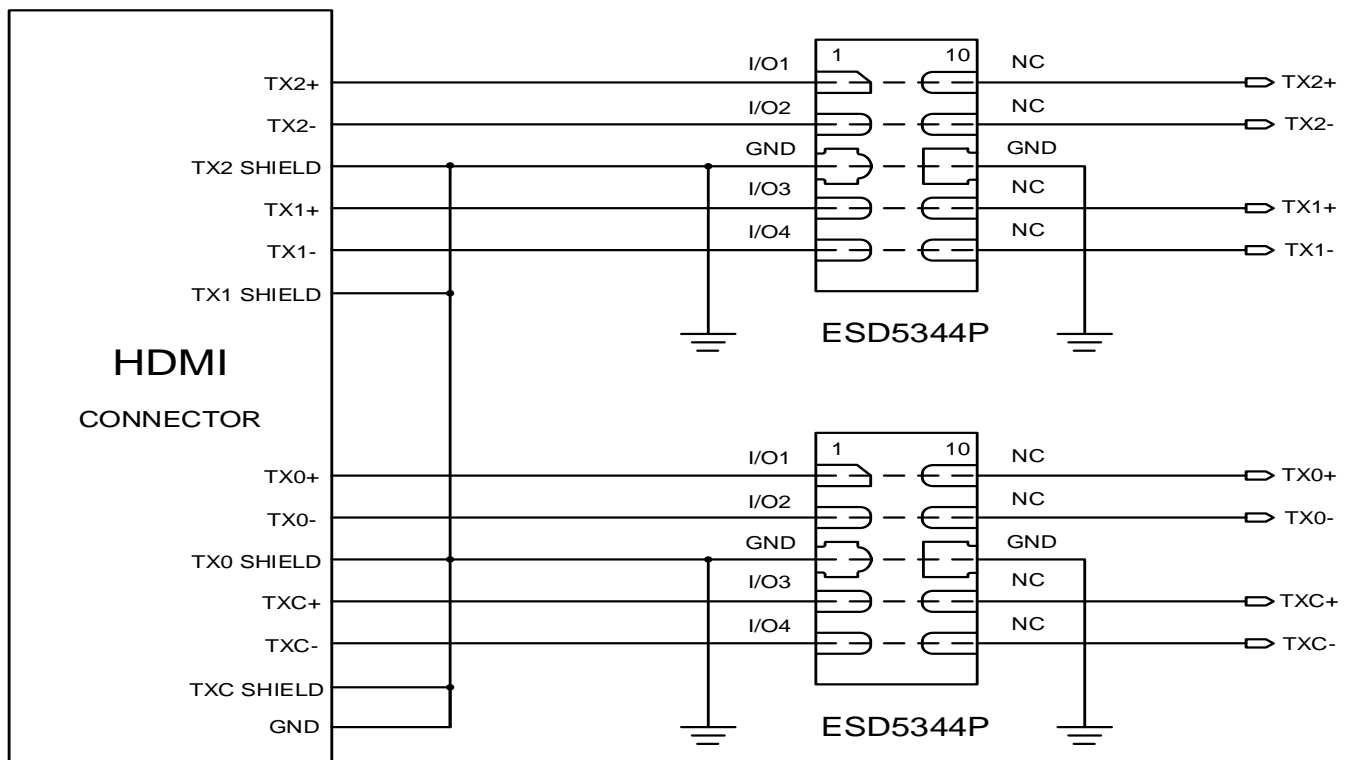 1 10
I/O1 NC
TX2+ TX2+
I/O2 NC
TX2- TX2-
GND GND
TX2 SHIELD
I/O3 NC
TX1+ TX1+
I/O4 NC
TX1- TX1-
TX1 SHIELD
ESD5344P
HDMI
CONNECTOR
1 10
I/O1 NC
TX0+ TX0+
I/O2 NC
TX0- TX0-
GND GND
TX0 SHIELD
I/O3 NC
TXC+ TXC+
I/O4 NC
TXC- TXC-
TXC SHIELD
GND
ESD5344P